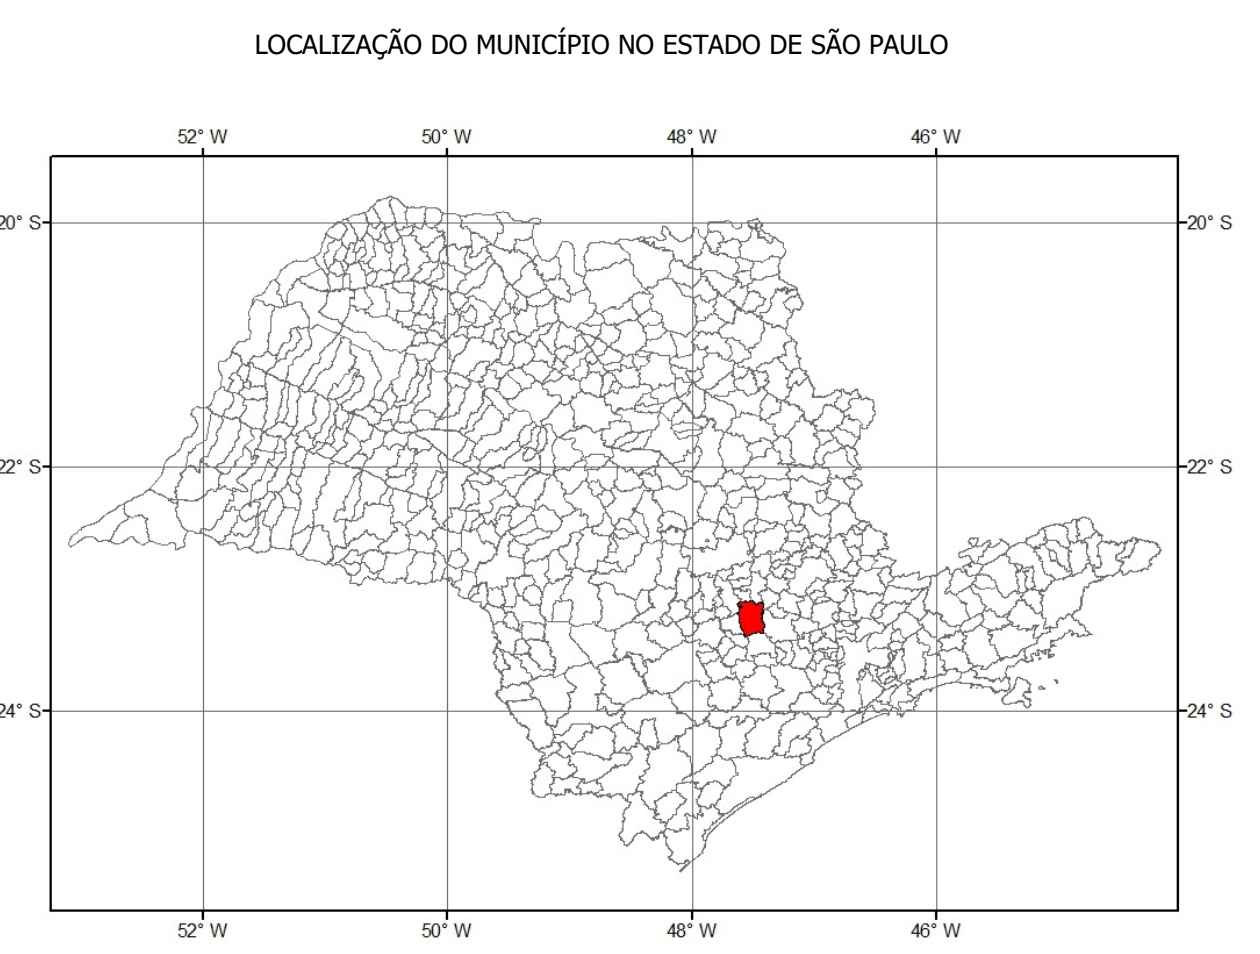 LOCALIZAÇÃO DO MUNICÍPIO NO ESTADO DE SÃO PAULO
52° W 50° W 48° W 46° W
20° S 20° S
22° S 22° S
24° S 24° S
52° W 50° W 48° W 46° W